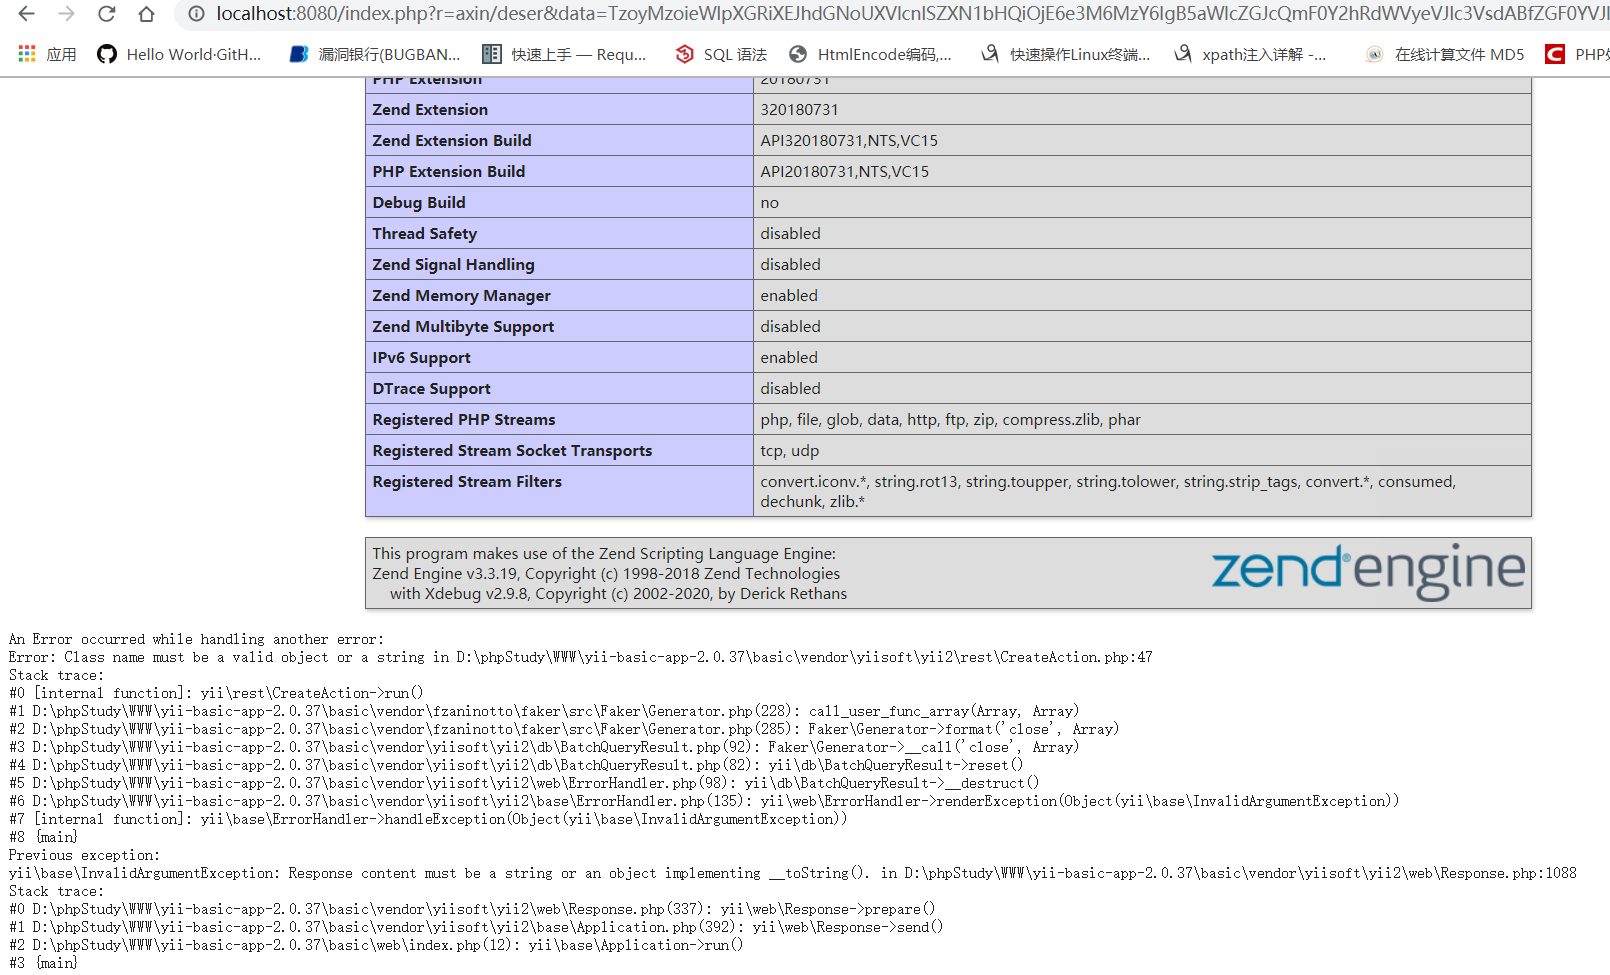 localhost:8080/index.php?r=axin/deser&data=TzoyMzoieWlpXGRiXEJhdGNoUXVlcnlSZXN1bHQiOjE6e3M6MzY6IgB5aWlcZGJcQmF0Y2hRdWVyeVJlc3VsdABfZGF0YVJl
应用 Hello World·GitH... 漏洞银行(BUGBAN... 快速上手 — Requ... SQL 语法 HtmlEncode编码,... 快速操作Linux终端... xpath注入详解 -... 在线计算文件 MD5
PHP Extension 20180731
Zend Extension 320180731
Zend Extension Build API320180731,NTS,VC15
PHP Extension Build API20180731,NTS,VC15
Debug Build no
Thread Safety disabled
Zend Signal Handling disabled
Zend Memory Manager enabled
Zend Multibyte Support disabled
IPv6 Support enabled
DTrace Support disabled
Registered PHP Streams php, file, glob, data, http, ftp, zip, compress.zlib, phar
Registered Stream Socket Transports tcp, udp
Registered Stream Filters convert.iconv.*, string.rot13, string.toupper, string.tolower, string.strip_tags, convert.*, consumed,
dechunk, zlib.*
This program makes use of the Zend Scripting Language Engine:
Zend Engine v3.3.19, Copyright (c) 1998-2018 Zend Technologies
with Xdebug v2.9.8, Copyright (c) 2002-2020, by Derick Rethans
zend® engine
An Error occurred while handling another error:
Error: Class name must be a valid object or a string in D:\phpStudy\WWW\yii-basic-app-2.0.37\basic\vendor\yiisoft\yii2\rest\CreateAction.php:47
Stack trace:
#0 [internal function]: yii\rest\CreateAction->run()
#1 D:\phpStudy\WWW\yii-basic-app-2.0.37\basic\vendor\fzaninotto\faker\src\Faker\Generator.php(228): call_user_func_array(Array, Array)
#2 D:\phpStudy\WWW\yii-basic-app-2.0.37\basic\vendor\fzaninotto\faker\src\Faker\Generator.php(285): Faker\Generator->format('close', Array)
#3 D:\phpStudy\WWW\yii-basic-app-2.0.37\basic\vendor\yiisoft\yii2\db\BatchQueryResult.php(92): Faker\Generator->__call('close', Array)
#4 D:\phpStudy\WWW\yii-basic-app-2.0.37\basic\vendor\yiisoft\yii2\db\BatchQueryResult.php(82): yii\db\BatchQueryResult->reset()
#5 D:\phpStudy\WWW\yii-basic-app-2.0.37\basic\vendor\yiisoft\yii2\web\ErrorHandler.php(98): yii\db\BatchQueryResult->__destruct()
#6 D:\phpStudy\WWW\yii-basic-app-2.0.37\basic\vendor\yiisoft\yii2\base\ErrorHandler.php(135): yii\web\ErrorHandler->renderException(Object(yii\base\InvalidArgumentException))
#7 [internal function]: yii\base\ErrorHandler->handleException(Object(yii\base\InvalidArgumentException))
#8 {main}
Previous exception:
yii\base\InvalidArgumentException: Response content must be a string or an object implementing __toString(). in D:\phpStudy\WWW\yii-basic-app-2.0.37\basic\vendor\yiisoft\yii2\web\Response.php:1088
Stack trace:
#0 D:\phpStudy\WWW\yii-basic-app-2.0.37\basic\vendor\yiisoft\yii2\web\Response.php(337): yii\web\Response->prepare()
#1 D:\phpStudy\WWW\yii-basic-app-2.0.37\basic\vendor\yiisoft\yii2\base\Application.php(392): yii\web\Response->send()
#2 D:\phpStudy\WWW\yii-basic-app-2.0.37\basic\web\index.php(12): yii\base\Application->run()
#3 {main}